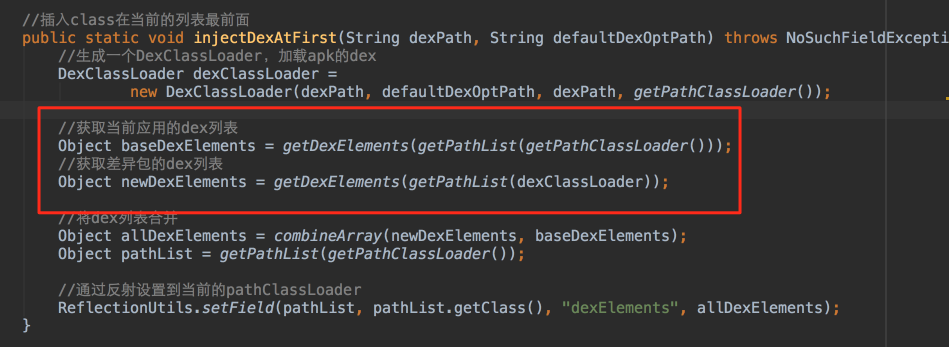 //插入class在当前的列表最前面
public static void injectDexAtFirst(String dexPath, String defaultDexOptPath) throws NoSuchFieldExceptio
//生成一个DexClassLoader，加载apk的dex
DexClassLoader dexClassLoader =
new DexClassLoader(dexPath, defaultDexOptPath, dexPath, getPathClassLoader());
//获取当前应用的dex列表
Object baseDexElements = getDexElements(getPathList(getPathClassLoader()));
//获取差异包的dex列表
Object newDexElements = getDexElements(getPathList(dexClassLoader));
//将dex列表合并
Object allDexElements = combineArray(newDexElements, baseDexElements);
Object pathList = getPathList(getPathClassLoader());
//通过反射设置到当前的pathClassLoader
ReflectionUtils.setField(pathList, pathList.getClass(), "dexElements", allDexElements);
}